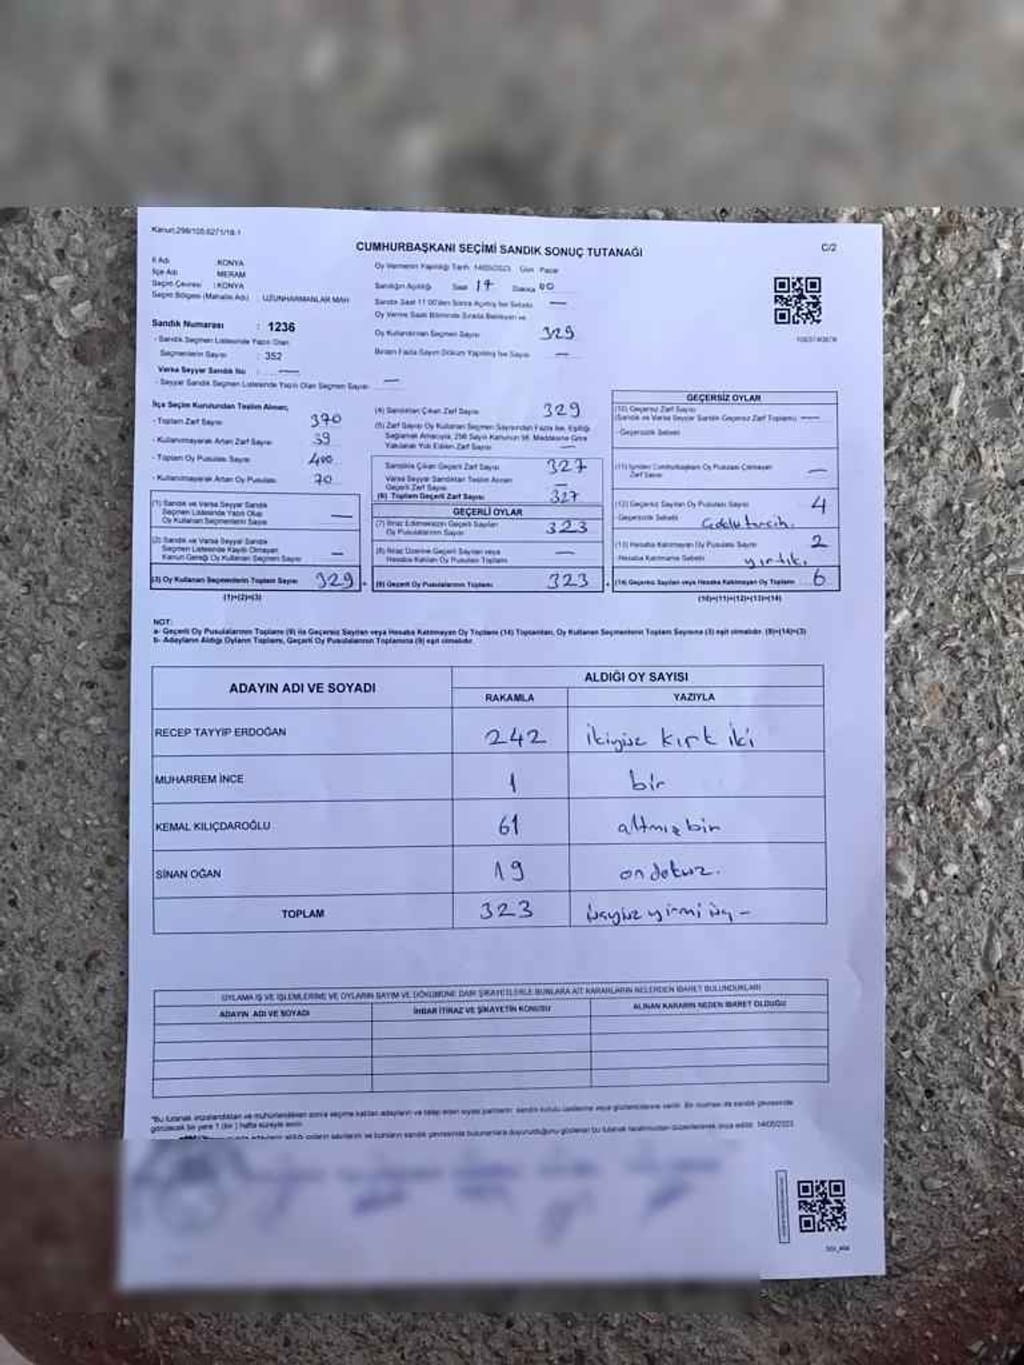 Kanun:298/105,6271/18-1
CUMHURBAŞKANI SEÇİMİ SANDIK SONUÇ TUTANAĞI
C/2
İl Adı : KONYA
İlçe Adı : MERAM
Seçim Çevresi : KONYA
Seçim Bölgesi (Mahalle Adı) : UZUNHARMANLAR MAH.
Oy Vermenin Yapıldığı Tarih 14/05/2023 Gün Pazar
Sandığın Açıldığı Saat 17 Dakika 00
Sandık Saat 17:00'den Sonra Açılmış İse Sebebi —
Oy Verme Saati Bitiminde Sırada Bekleyen ve
Oy Kullandırılan Seçmen Sayısı 329
Birden Fazla Sayım Döküm Yapılmış İse Sayısı —
Sandık Numarası : 1236
- Sandık Seçmen Listesinde Yazılı Olan
Seçmenlerin Sayısı : 352
Varsa Seyyar Sandık No : —
- Seyyar Sandık Seçmen Listesinde Yazılı Olan Seçmen Sayısı —
İlçe Seçim Kurulundan Teslim Alınan;
- Toplam Zarf Sayısı 370
- Kullanılmayarak Artan Zarf Sayısı 39
- Toplam Oy Pusulası Sayısı 400
- Kullanılmayarak Artan Oy Pusulası 70
(1) Sandık ve Varsa Seyyar Sandık
Seçmen Listesinde Yazılı Olup
Oy Kullanan Seçmenlerin Sayısı —
(2) Sandık ve Varsa Seyyar Sandık
Seçmen Listesinde Kayıtlı Olmayan
Kanun Gereği Oy Kullanan Seçmen Sayısı —
(3) Oy Kullanan Seçmenlerin Toplam Sayısı 329
(1)+(2)=(3)
(4) Sandıktan Çıkan Zarf Sayısı 329
(5) Zarf Sayısı Oy Kullanan Seçmen Sayısından Fazla İse, Eşitliği
Sağlamak Amacıyla, 298 Sayılı Kanunun 98. Maddesine Göre
Yakılarak Yok Edilen Zarf Sayısı —
Sandıkla Çıkan Geçerli Zarf Sayısı 327
Varsa Seyyar Sandıktan Teslim Alınan
Geçerli Zarf Sayısı —
(6) Toplam Geçerli Zarf Sayısı 327
GEÇERLİ OYLAR
(7) İtiraz Edilmeksizin Geçerli Sayılan
Oy Pusulalarının Sayısı 323
(8) İtiraz Üzerine Geçerli Sayılan veya
Hesaba Katılan Oy Pusulası Toplamı —
(9) Geçerli Oy Pusulalarının Toplamı 323
GEÇERSİZ OYLAR
(10) Geçersiz Zarf Sayısı
(Sandık ve Varsa Seyyar Sandık Geçersiz Zarf Toplamı) —
- Geçersizlik Sebebi
(11) İçinden Cumhurbaşkanı Oy Pusulası Çıkmayan
Zarf Sayısı —
(12) Geçersiz Sayılan Oy Pusulası Sayısı 4
- Geçersizlik Sebebi
(13) Hesaba Katılmayan Oy Pusulası Sayısı 2
Hesaba Katılmama Sebebi yırtık.
(14) Geçersiz Sayılan veya Hesaba Katılmayan Oy Toplamı 6
(10)+(11)+(12)+(13)=(14)
NOT:
a- Geçerli Oy Pusulalarının Toplamı (9) ile Geçersiz Sayılan veya Hesaba Katılmayan Oy Toplamı (14) Toplamları, Oy Kullanan Seçmenlerin Toplam Sayısına (3) eşit olmalıdır. (9)+(14)=(3)
b- Adayların Aldığı Oyların Toplamı, Geçerli Oy Pusulalarının Toplamına (9) eşit olmalıdır.
ADAYIN ADI VE SOYADI
ALDIĞI OY SAYISI
RAKAMLA YAZIYLA
RECEP TAYYİP ERDOĞAN 242 ikiyüz kırk iki
MUHARREM İNCE 1 bir
KEMAL KILIÇDAROĞLU 61 altmış bir
SİNAN OĞAN 19 on dokuz.
TOPLAM 323 üçyüz yirmi üç –
OYLAMA İŞ VE İŞLEMLERİNE VE OYLARIN SAYIM VE DÖKÜMÜNE DAİR ŞİKAYETLERLE BUNLARA AİT KARARLARIN NELERDEN İBARET BULUNDUKLARI
ADAYIN ADI VE SOYADI
İHBAR İTİRAZ VE ŞİKAYETİN KONUSU
ALINAN KARARIN NEDEN İBARET OLDUĞU